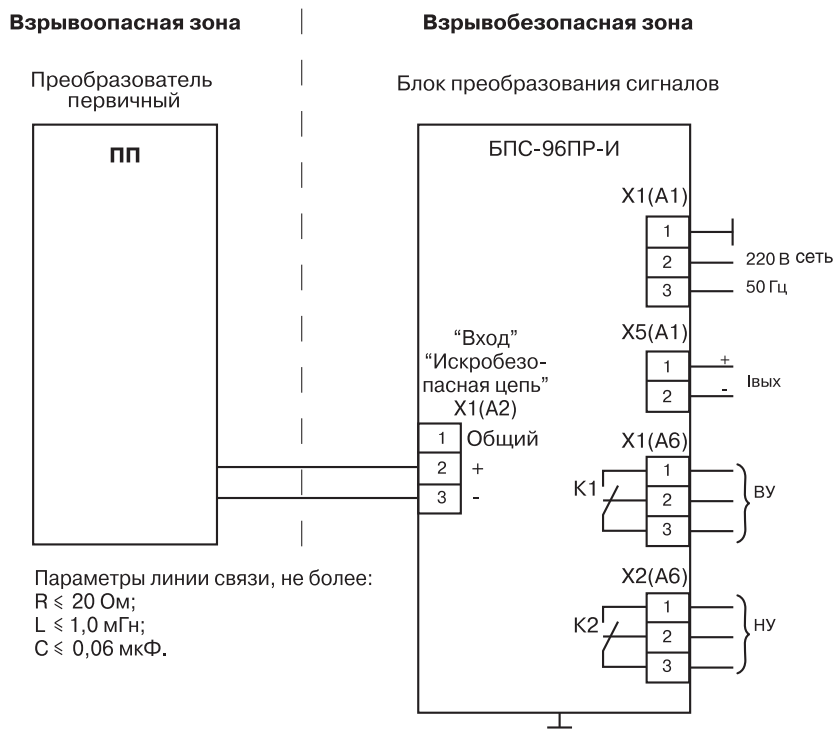 Взрывоопасная зона
Взрывобезопасная зона
Преобразователь
первичный
Блок преобразования сигналов
ПП
БПС-96ПР-И
X1(A1)
1
2
3
220 В сеть
50 Гц
X5(A1)
1
2
+
-
Iвых
“Вход”
“Искробезо-
пасная цепь”
X1(A2)
1 Общий
2 +
3 -
X1(A6)
K1
1
2
3
ВУ
X2(A6)
K2
1
2
3
НУ
Параметры линии связи, не более:
R ⩽ 20 Ом;
L ⩽ 1,0 мГн;
C ⩽ 0,06 мкФ.